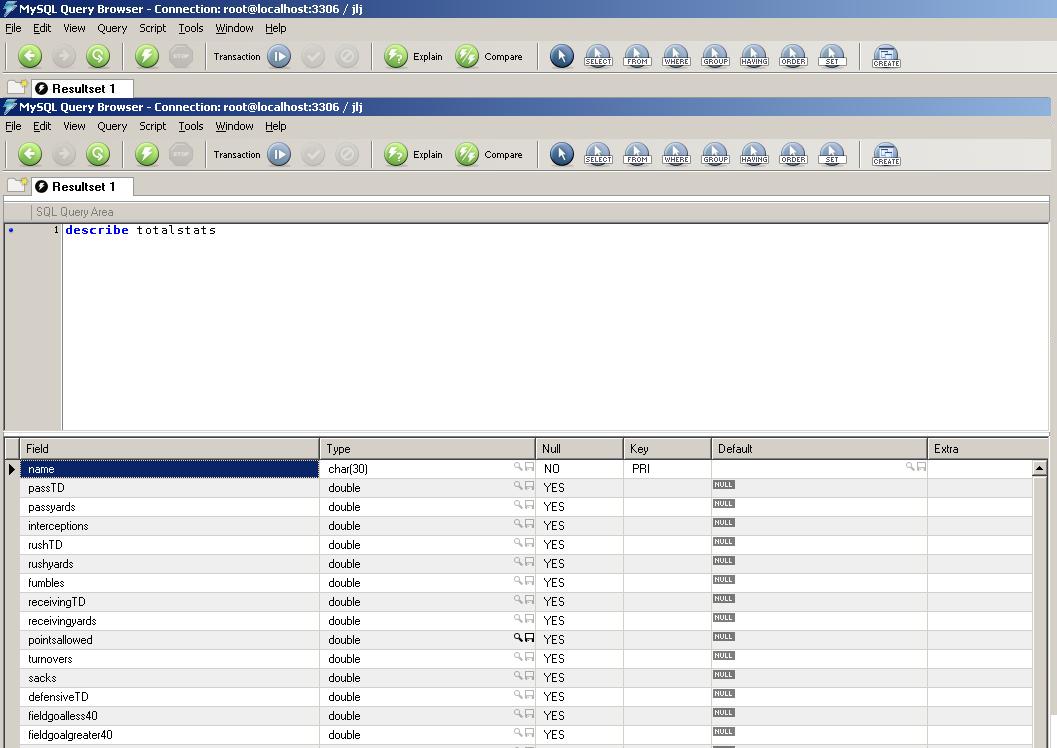 MySQL Query Browser - Connection: root@localhost:3306 / jlj
File Edit View Query Script Tools Window Help
STOP Transaction Explain Compare SELECT FROM WHERE GROUP HAVING ORDER SET CREATE
Resultset 1
MySQL Query Browser - Connection: root@localhost:3306 / jlj
File Edit View Query Script Tools Window Help
STOP Transaction Explain Compare SELECT FROM WHERE GROUP HAVING ORDER SET CREATE
Resultset 1
SQL Query Area
1 describe totalstats
Field Type Null Key Default Extra
name char(30) NO PRI
passTD double YES NULL
passyards double YES NULL
interceptions double YES NULL
rushTD double YES NULL
rushyards double YES NULL
fumbles double YES NULL
receivingTD double YES NULL
receivingyards double YES NULL
pointsallowed double YES NULL
turnovers double YES NULL
sacks double YES NULL
defensiveTD double YES NULL
fieldgoalless40 double YES NULL
fieldgoalgreater40 double YES NULL